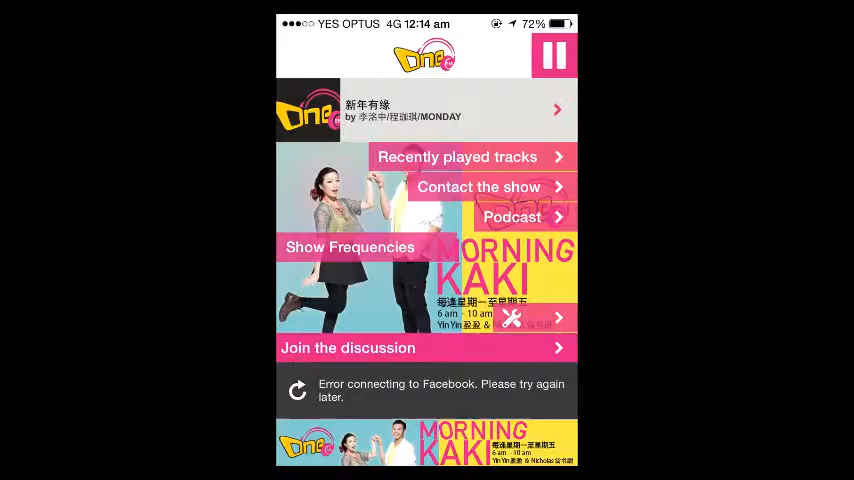 YES OPTUS 4G 12:14 am 72%
One FM
One
新年有缘
by 李洺中/程珈琪/MONDAY
Recently played tracks
Contact the show
Podcast
Show Frequencies
MORNING
KAKI
每逢星期一至星期五
6 am - 10 am
Yin Yin 盈盈 &
Join the discussion
Error connecting to Facebook. Please try again
later.
One
MORNING
KAKI
每逢星期一至星期五
6 am - 10 am
Yin Yin 盈盈 & Nicholas